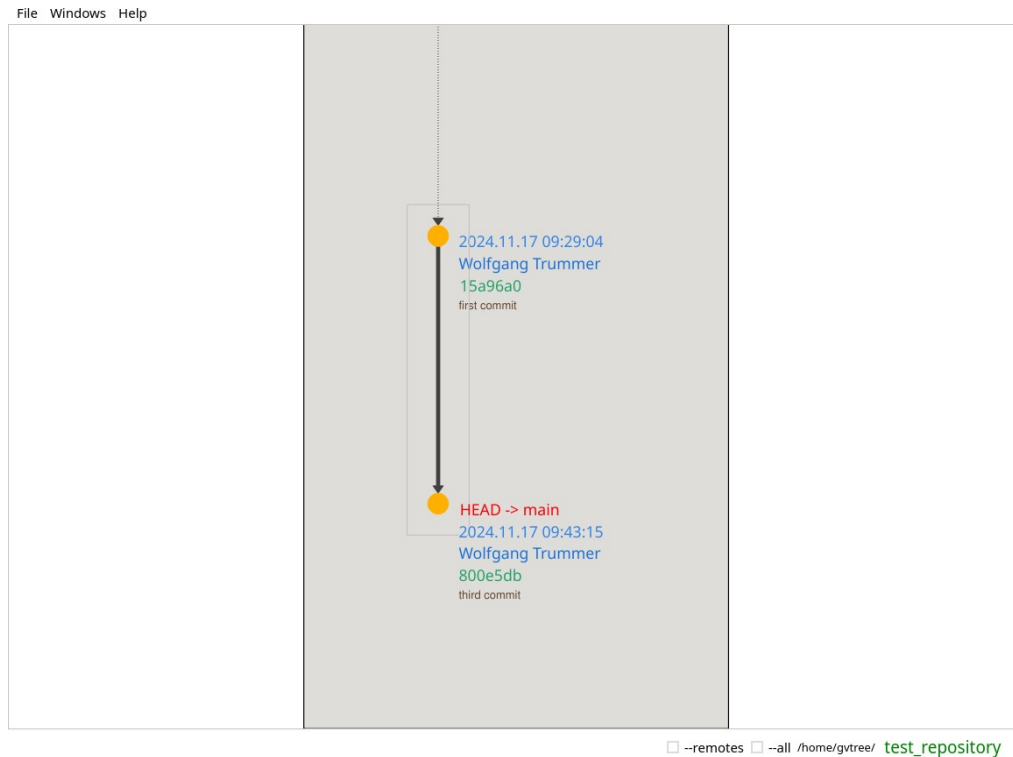 File Windows Help
2024.11.17 09:29:04
Wolfgang Trummer
15a96a0
first commit
HEAD -> main
2024.11.17 09:43:15
Wolfgang Trummer
800e5db
third commit
--remotes --all /home/gvtree/ test_repository